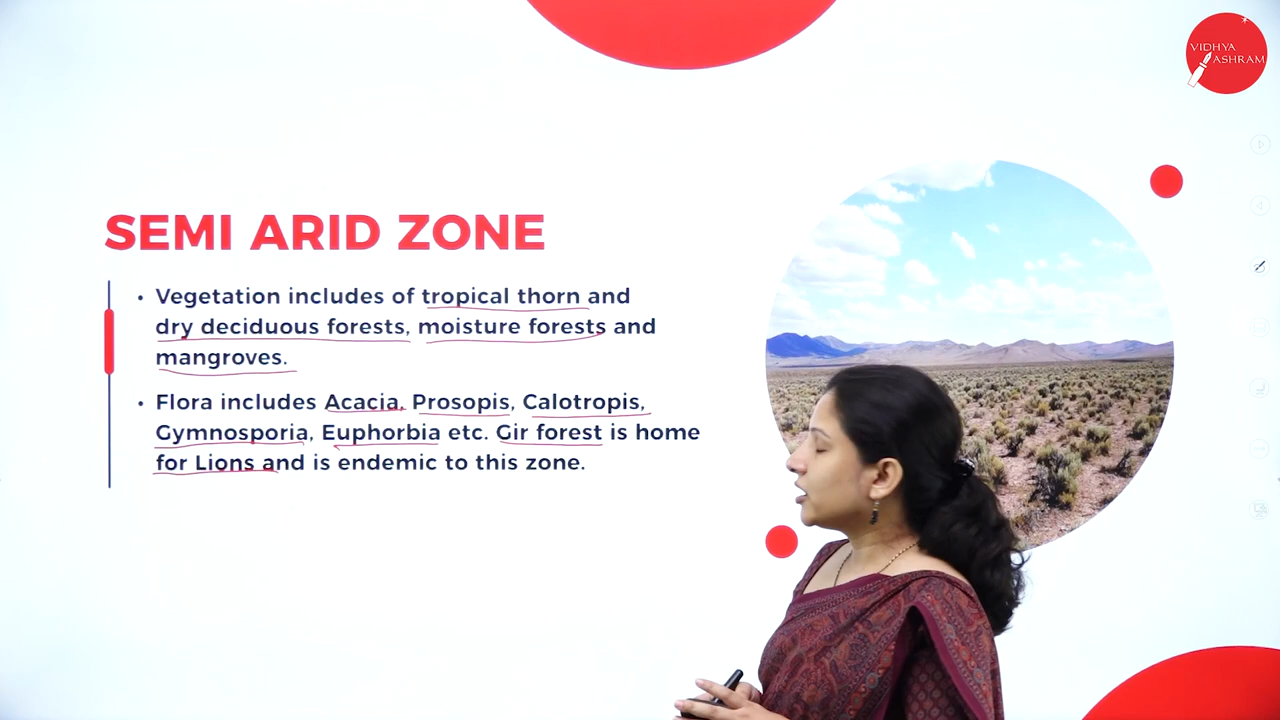 VIDHYA
ASHRAM
SEMI ARID ZONE
• Vegetation includes of tropical thorn and
dry deciduous forests, moisture forests and
mangroves.
• Flora includes Acacia, Prosopis, Calotropis,
Gymnosporia, Euphorbia etc. Gir forest is home
for Lions and is endemic to this zone.